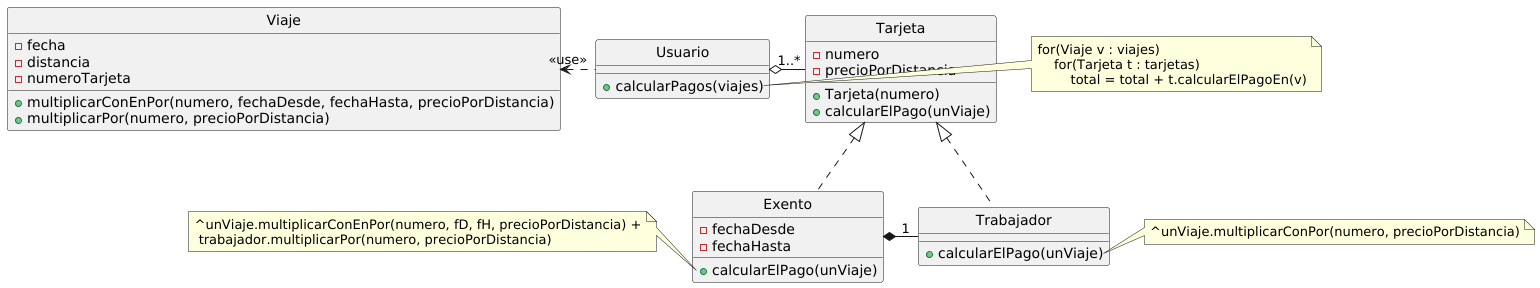 Viaje
fecha
distancia
numeroTarjeta
multiplicarConEnPor(numero, fechaDesde, fechaHasta, precioPorDistancia)
multiplicarPor(numero, precioPorDistancia)
«use»
Usuario
calcularPagos(viajes)
1..*
Tarjeta
numero
precioPorDistancia
Tarjeta(numero)
calcularElPago(unViaje)
for(Viaje v : viajes)
for(Tarjeta t : tarjetas)
total = total + t.calcularElPagoEn(v)
^unViaje.multiplicarConEnPor(numero, fD, fH, precioPorDistancia) +
trabajador.multiplicarPor(numero, precioPorDistancia)
Exento
fechaDesde
fechaHasta
calcularElPago(unViaje)
1
Trabajador
calcularElPago(unViaje)
^unViaje.multiplicarConPor(numero, precioPorDistancia)